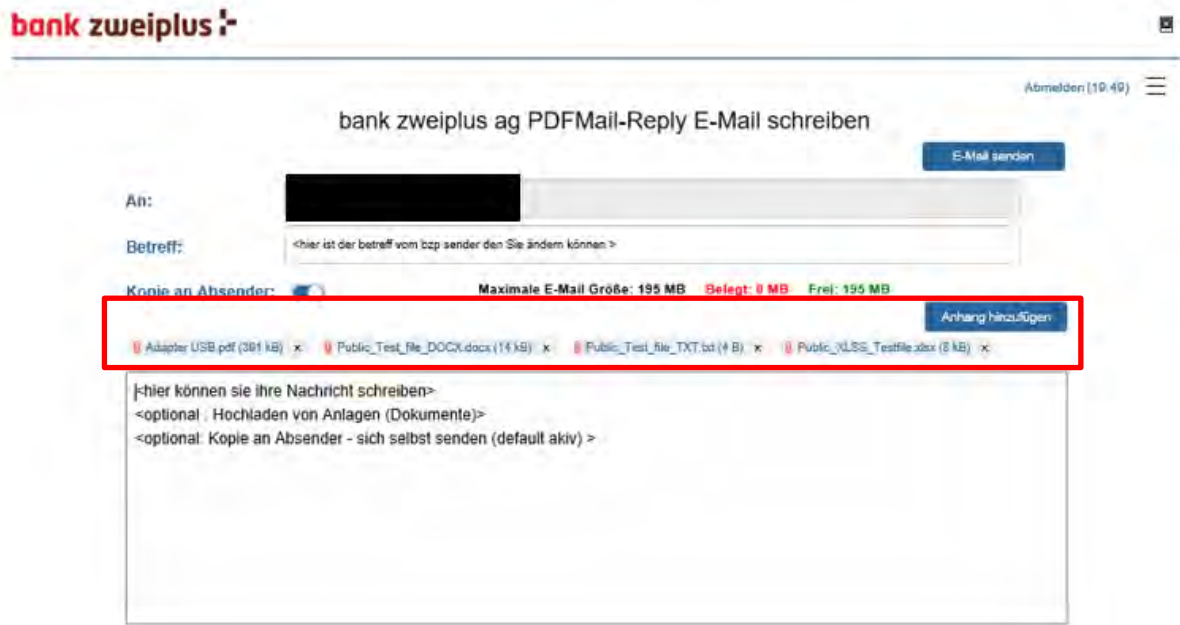 bank zweiplus
Abmelden (19:49)
bank zweiplus ag PDFMail-Reply E-Mail schreiben
E-Mail senden
An:
Betreff:
<hier ist der betreff vom bzp sender den Sie ändern können >
Kopie an Absender:
Maximale E-Mail Größe: 195 MB Belegt: 0 MB Frei: 195 MB
Anhang hinzufügen
Adapter USB.pdf (381 kB) x Public_Test_file_DOCX.docx (14 kB) x Public_Test_file_TXT.txt (4 B) x Public_XLSS_Testfile.xlsx (8 kB) x
<hier können sie ihre Nachricht schreiben>
<optional : Hochladen von Anlagen (Dokumente)>
<optional: Kopie an Absender - sich selbst senden (default akiv) >